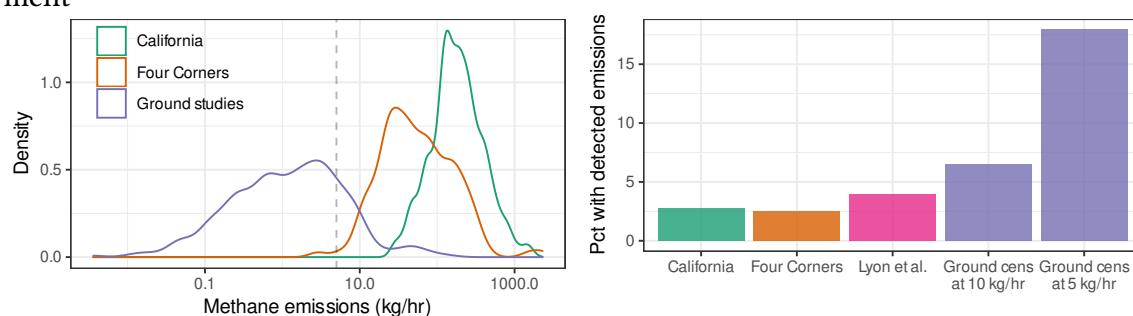 California
Four Corners
Ground studies
Density
1.0
0.5
0.0
0.1
10.0
1000.0
Methane emissions (kg/hr)
Pct with detected emissions
15
10
5
0
California
Four Corners
Lyon et al.
Ground cens
at 10 kg/hr
Ground cens
at 5 kg/hr